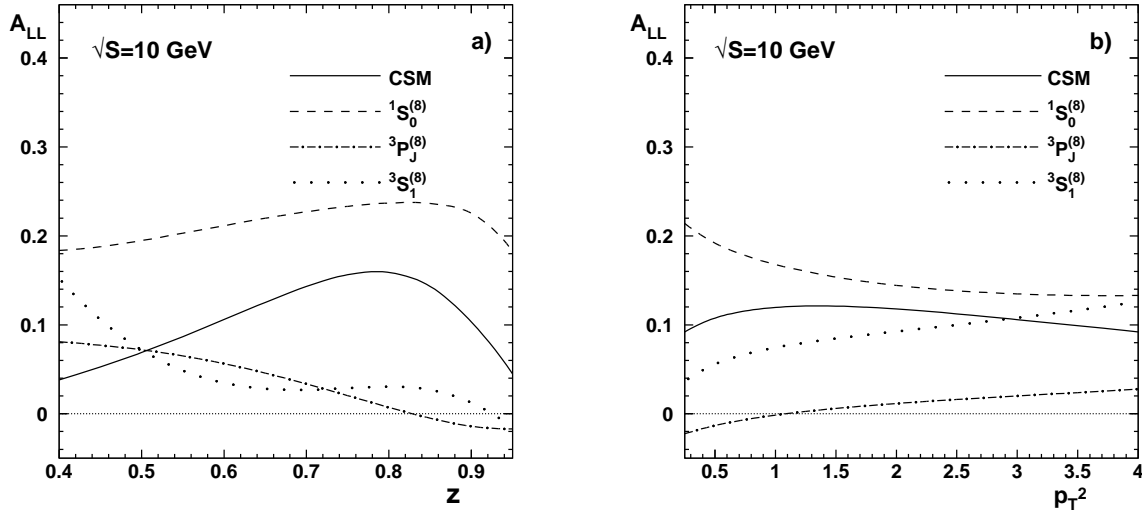 A_LL
√S=10 GeV
a)
CSM
¹S₀⁽⁸⁾
³P_J⁽⁸⁾
³S₁⁽⁸⁾
0.4
0.3
0.2
0.1
0
0.4 0.5 0.6 0.7 0.8 0.9
z
A_LL
√S=10 GeV
b)
CSM
¹S₀⁽⁸⁾
³P_J⁽⁸⁾
³S₁⁽⁸⁾
0.4
0.3
0.2
0.1
0
0.5 1 1.5 2 2.5 3 3.5 4
p_T²